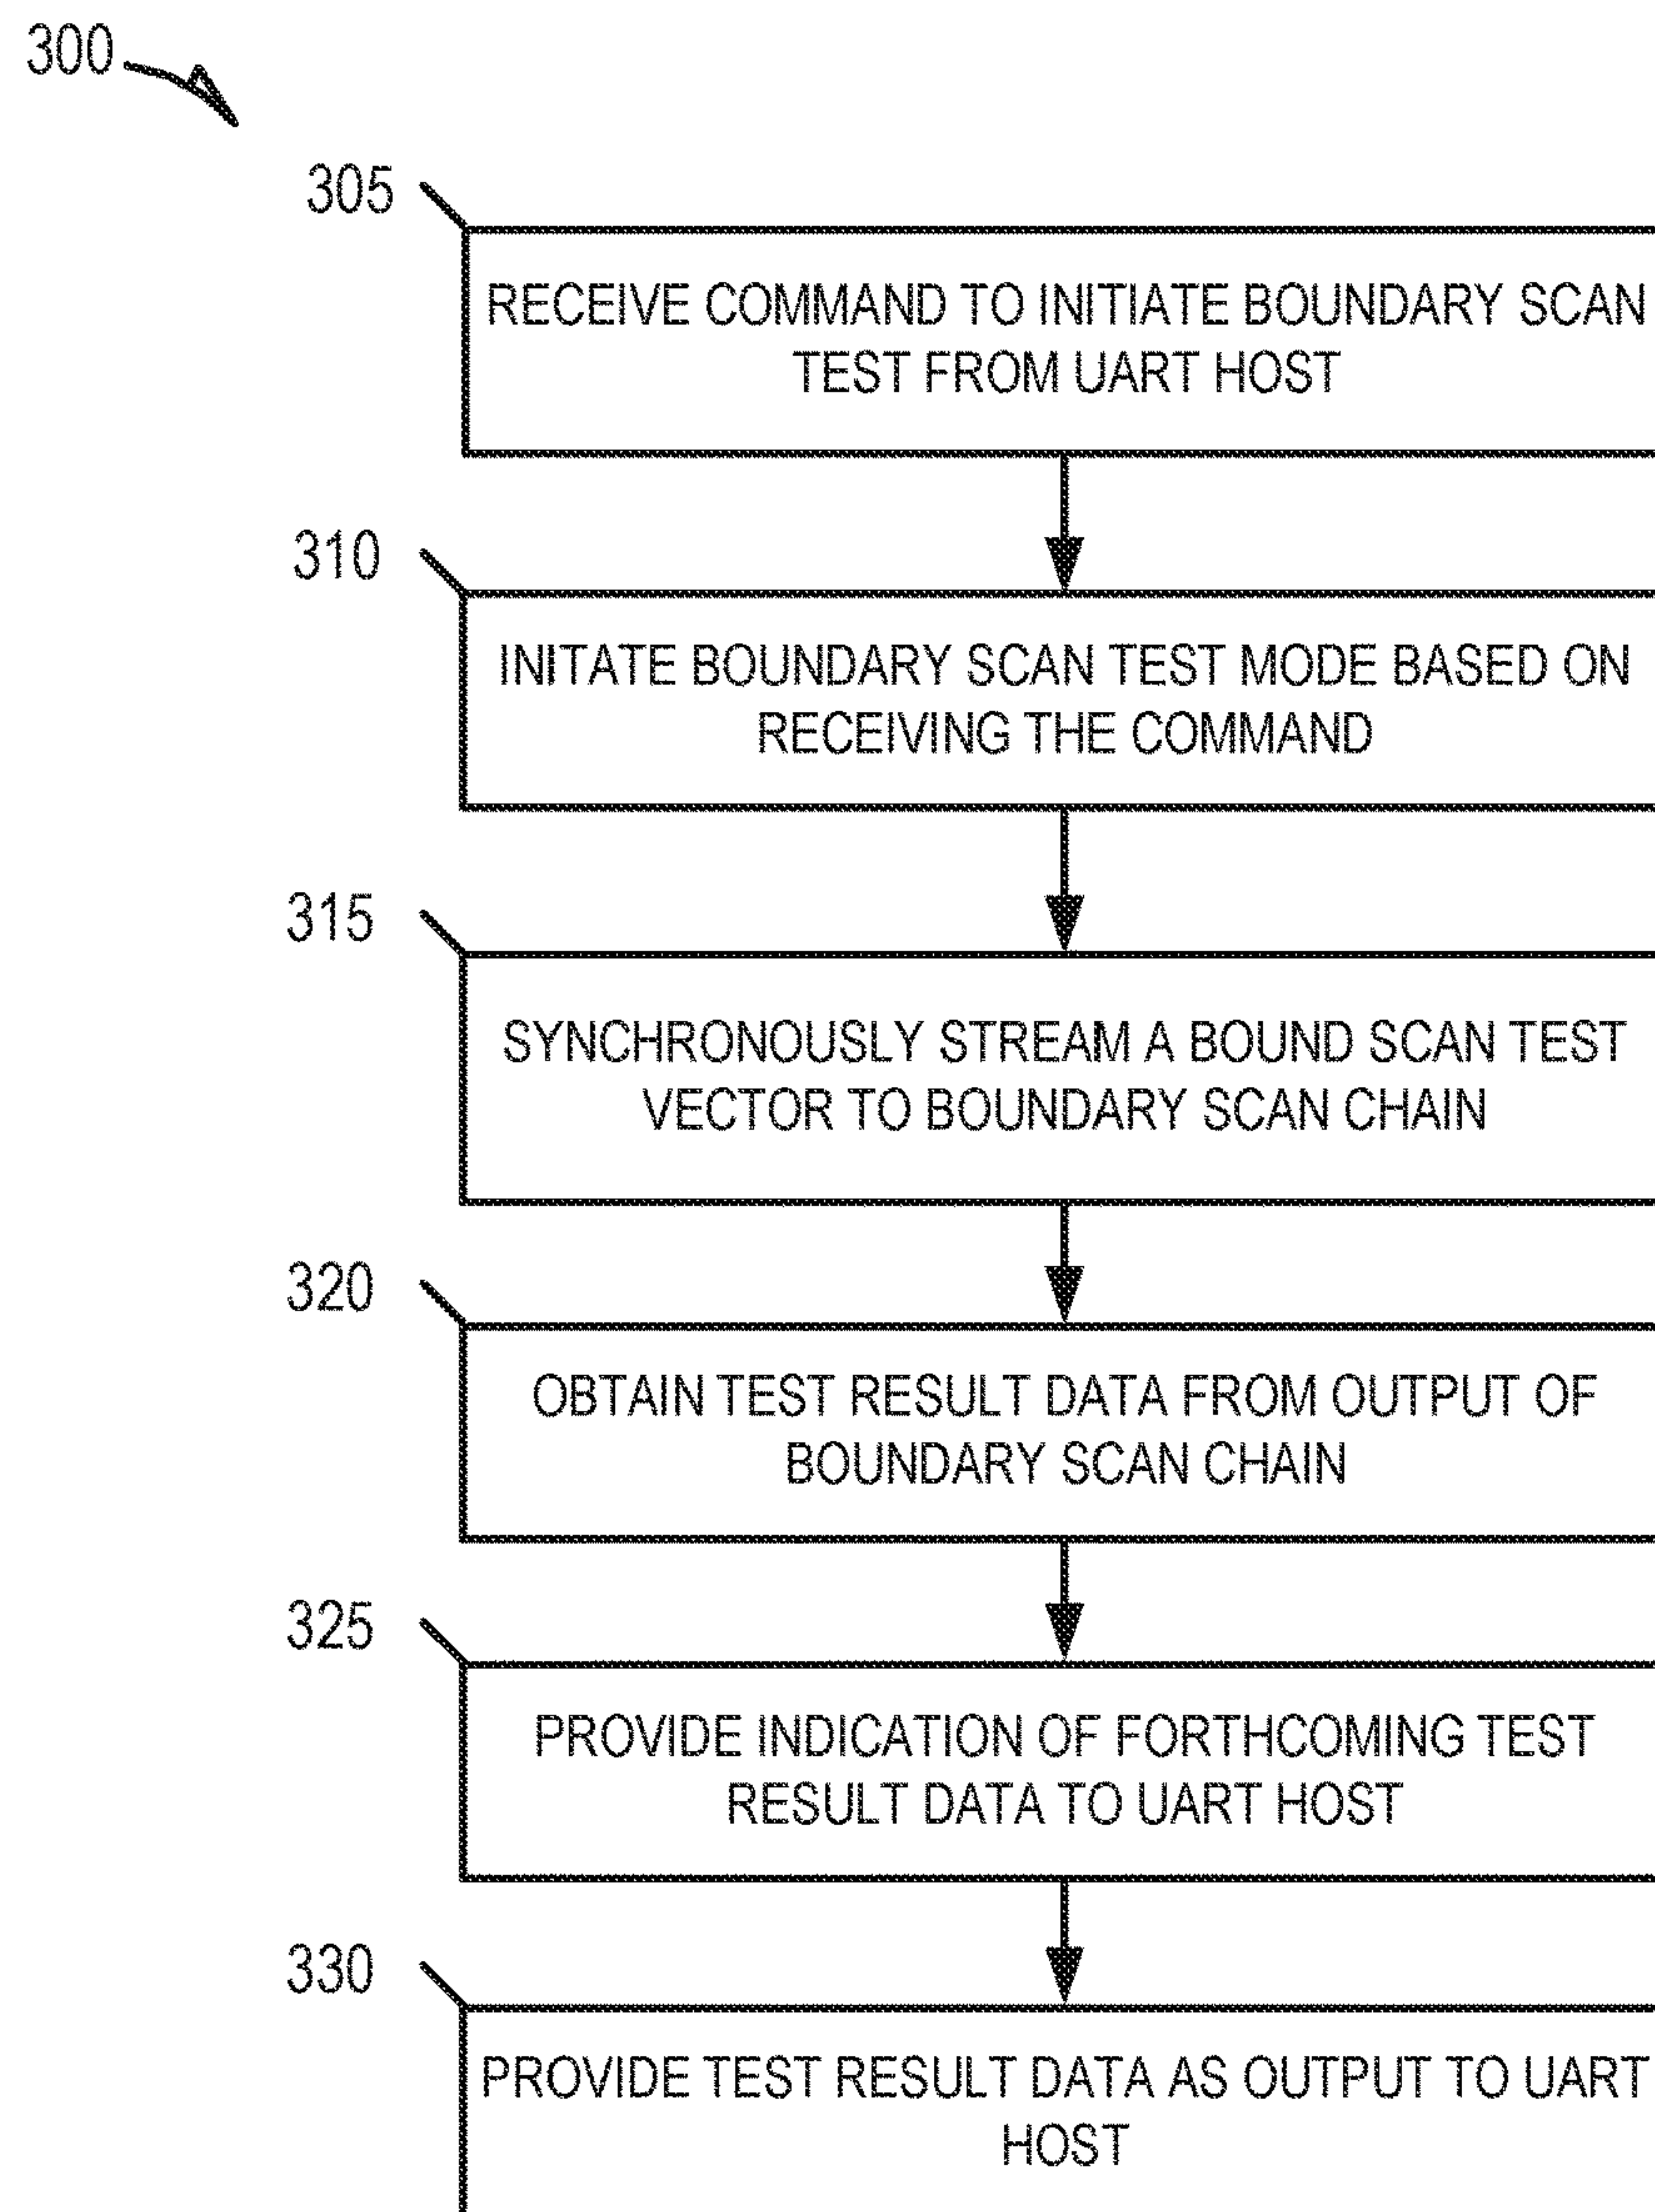 300
305
RECEIVE COMMAND TO INITIATE BOUNDARY SCAN
TEST FROM UART HOST
310
INITATE BOUNDARY SCAN TEST MODE BASED ON
RECEIVING THE COMMAND
315
SYNCHRONOUSLY STREAM A BOUND SCAN TEST
VECTOR TO BOUNDARY SCAN CHAIN
320
OBTAIN TEST RESULT DATA FROM OUTPUT OF
BOUNDARY SCAN CHAIN
325
PROVIDE INDICATION OF FORTHCOMING TEST
RESULT DATA TO UART HOST
330
PROVIDE TEST RESULT DATA AS OUTPUT TO UART
HOST